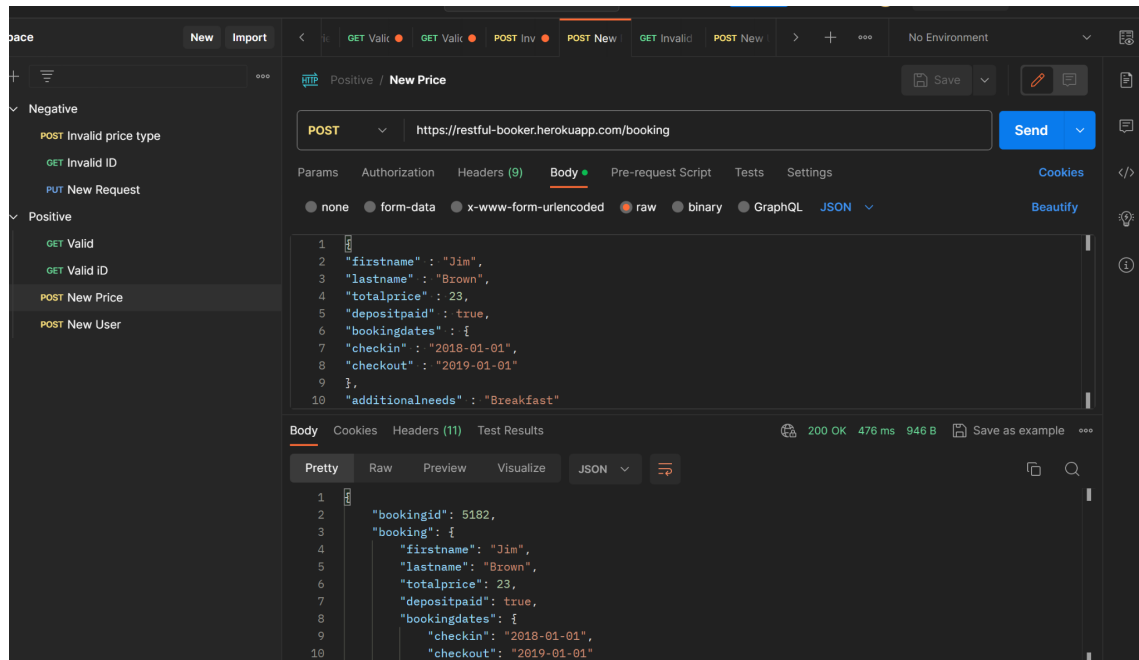 pace New Import
GET Valic GET Valic POST Inv POST New GET Invalid POST New No Environment
HTTP Positive / New Price Save
Negative
POST Invalid price type
GET Invalid ID
PUT New Request
Positive
GET Valid
GET Valid iD
POST New Price
POST New User
POST https://restful-booker.herokuapp.com/booking Send
Params Authorization Headers (9) Body Pre-request Script Tests Settings Cookies
none form-data x-www-form-urlencoded raw binary GraphQL JSON Beautify
1 {
2 "firstname" : "Jim",
3 "lastname" : "Brown",
4 "totalprice" : 23,
5 "depositpaid" : true,
6 "bookingdates" : {
7 "checkin" : "2018-01-01",
8 "checkout" : "2019-01-01"
9 },
10 "additionalneeds" : "Breakfast"
Body Cookies Headers (11) Test Results 200 OK 476 ms 946 B Save as example
Pretty Raw Preview Visualize JSON
1 {
2 "bookingid": 5182,
3 "booking": {
4 "firstname": "Jim",
5 "lastname": "Brown",
6 "totalprice": 23,
7 "depositpaid": true,
8 "bookingdates": {
9 "checkin": "2018-01-01",
10 "checkout": "2019-01-01"